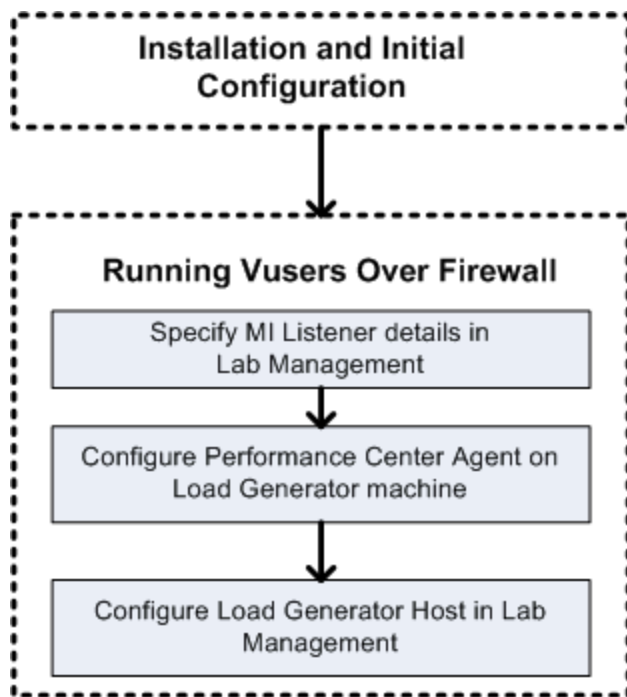 Installation and Initial
Configuration
Running Vusers Over Firewall
Specify MI Listener details in
Lab Management
Configure Performance Center Agent on
Load Generator machine
Configure Load Generator Host in Lab
Management